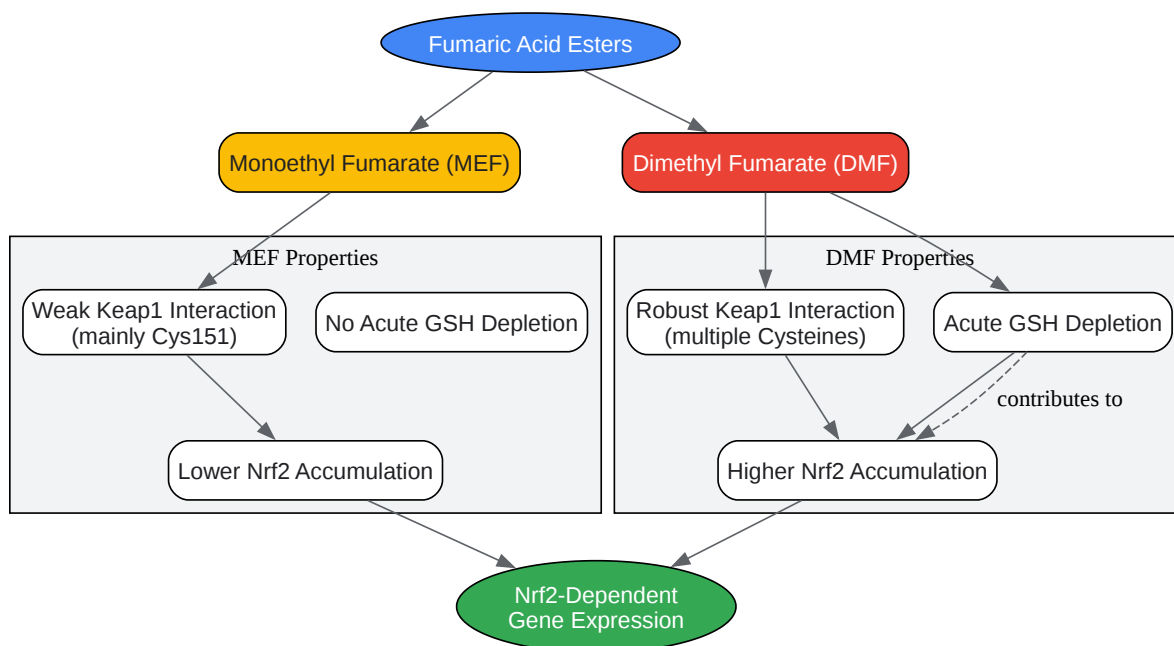 Fumaric Acid Esters
Monoethyl Fumarate (MEF)
Dimethyl Fumarate (DMF)
MEF Properties
DMF Properties
Weak Keap1 Interaction
(mainly Cys151)
No Acute GSH Depletion
Robust Keap1 Interaction
(multiple Cysteines)
Acute GSH Depletion
contributes to
Lower Nrf2 Accumulation
Higher Nrf2 Accumulation
Nrf2-Dependent
Gene Expression